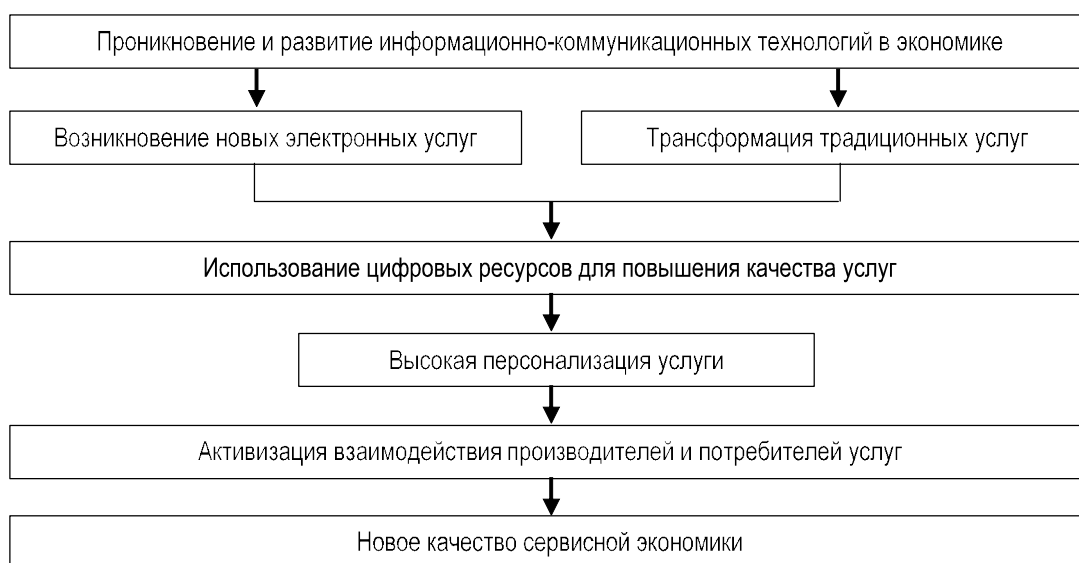 Проникновение и развитие информационно-коммуникационных технологий в экономике
Возникновение новых электронных услуг
Трансформация традиционных услуг
Использование цифровых ресурсов для повышения качества услуг
Высокая персонализация услуги
Активизация взаимодействия производителей и потребителей услуг
Новое качество сервисной экономики